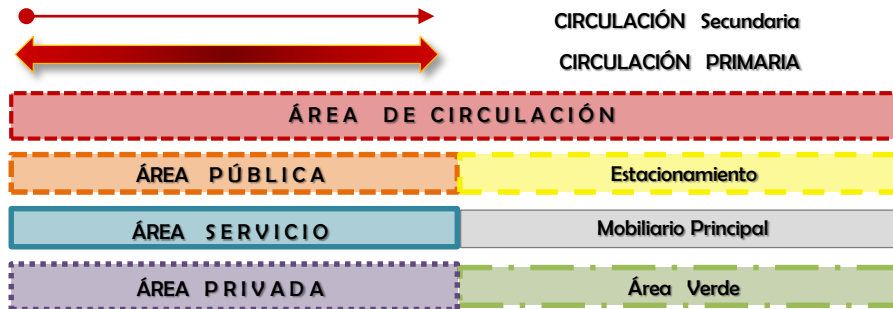 CIRCULACIÓN Secundaria
CIRCULACIÓN PRIMARIA
ÁREA DE CIRCULACIÓN
ÁREA PÚBLICA
Estacionamiento
ÁREA SERVICIO
Mobiliario Principal
ÁREA PRIVADA
Área Verde